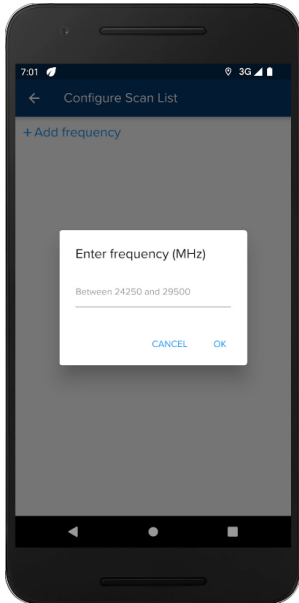 7:01 3G
Configure Scan List
+Add frequency
Enter frequency (MHz)
Between 24250 and 29500
CANCEL OK